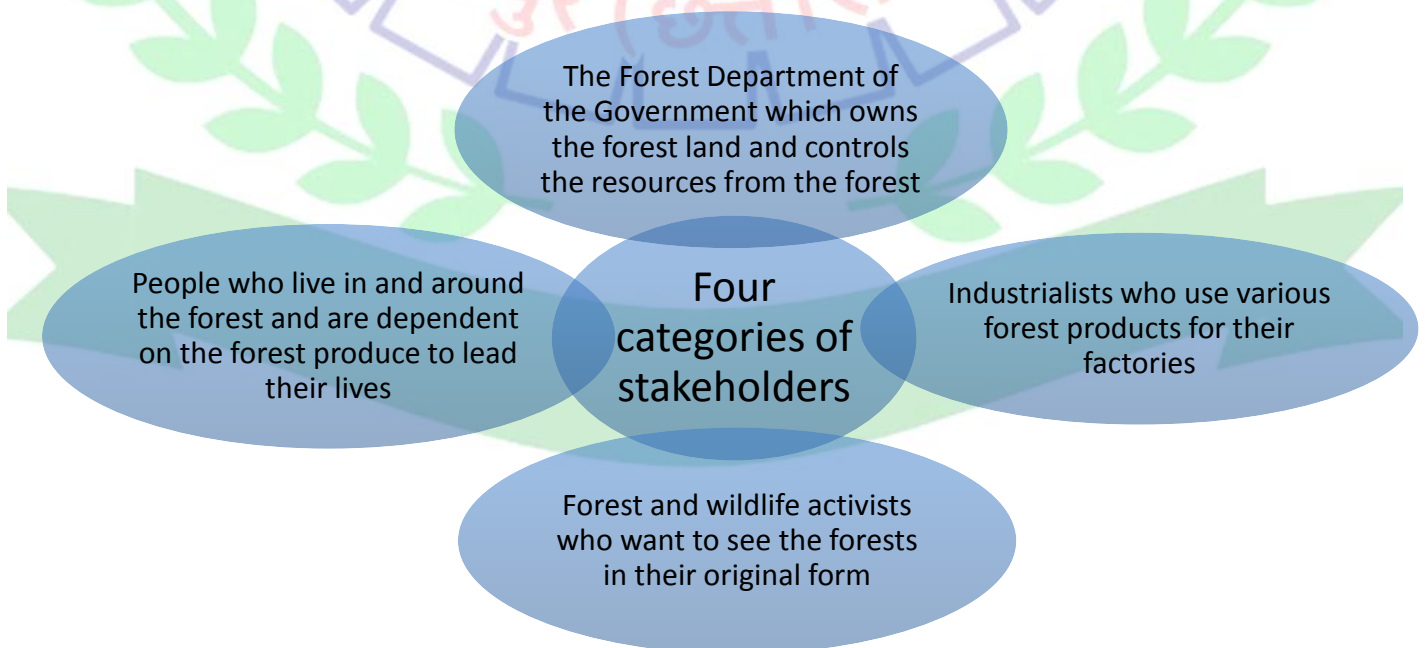 The Forest Department of
the Government which owns
the forest land and controls
the resources from the forest
People who live in and around
the forest and are dependent
on the forest produce to lead
their lives
Four
categories of
stakeholders
Industrialists who use various
forest products for their
factories
Forest and wildlife activists
who want to see the forests
in their original form